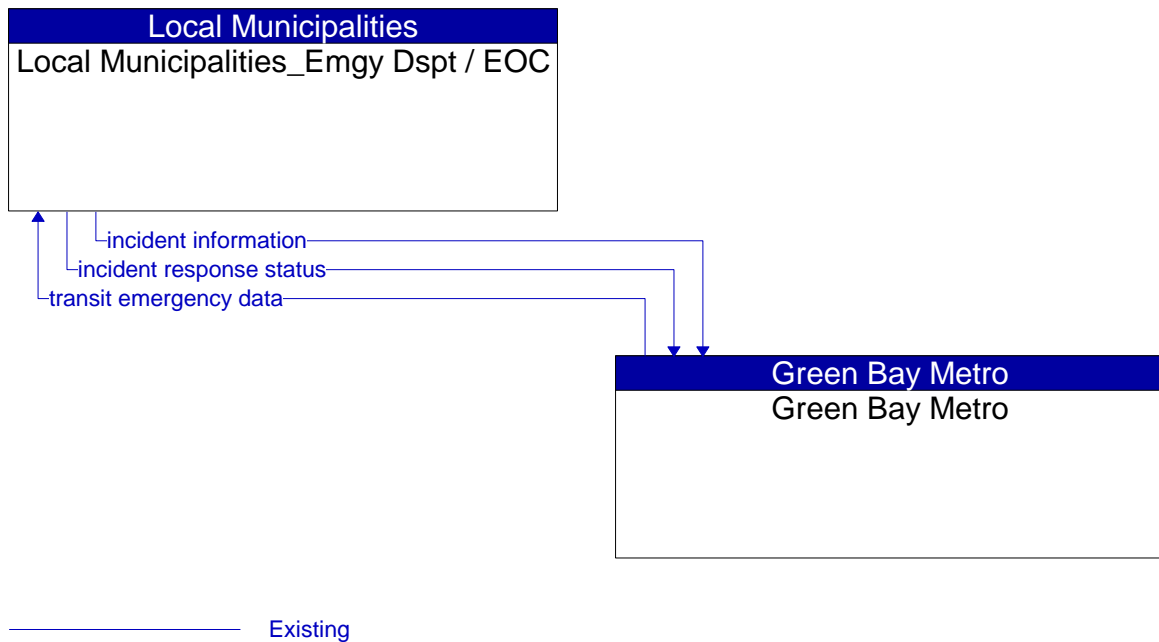 Local Municipalities
Local Municipalities_Emgy Dspt / EOC
incident information
incident response status
transit emergency data
Green Bay Metro
Green Bay Metro
Existing